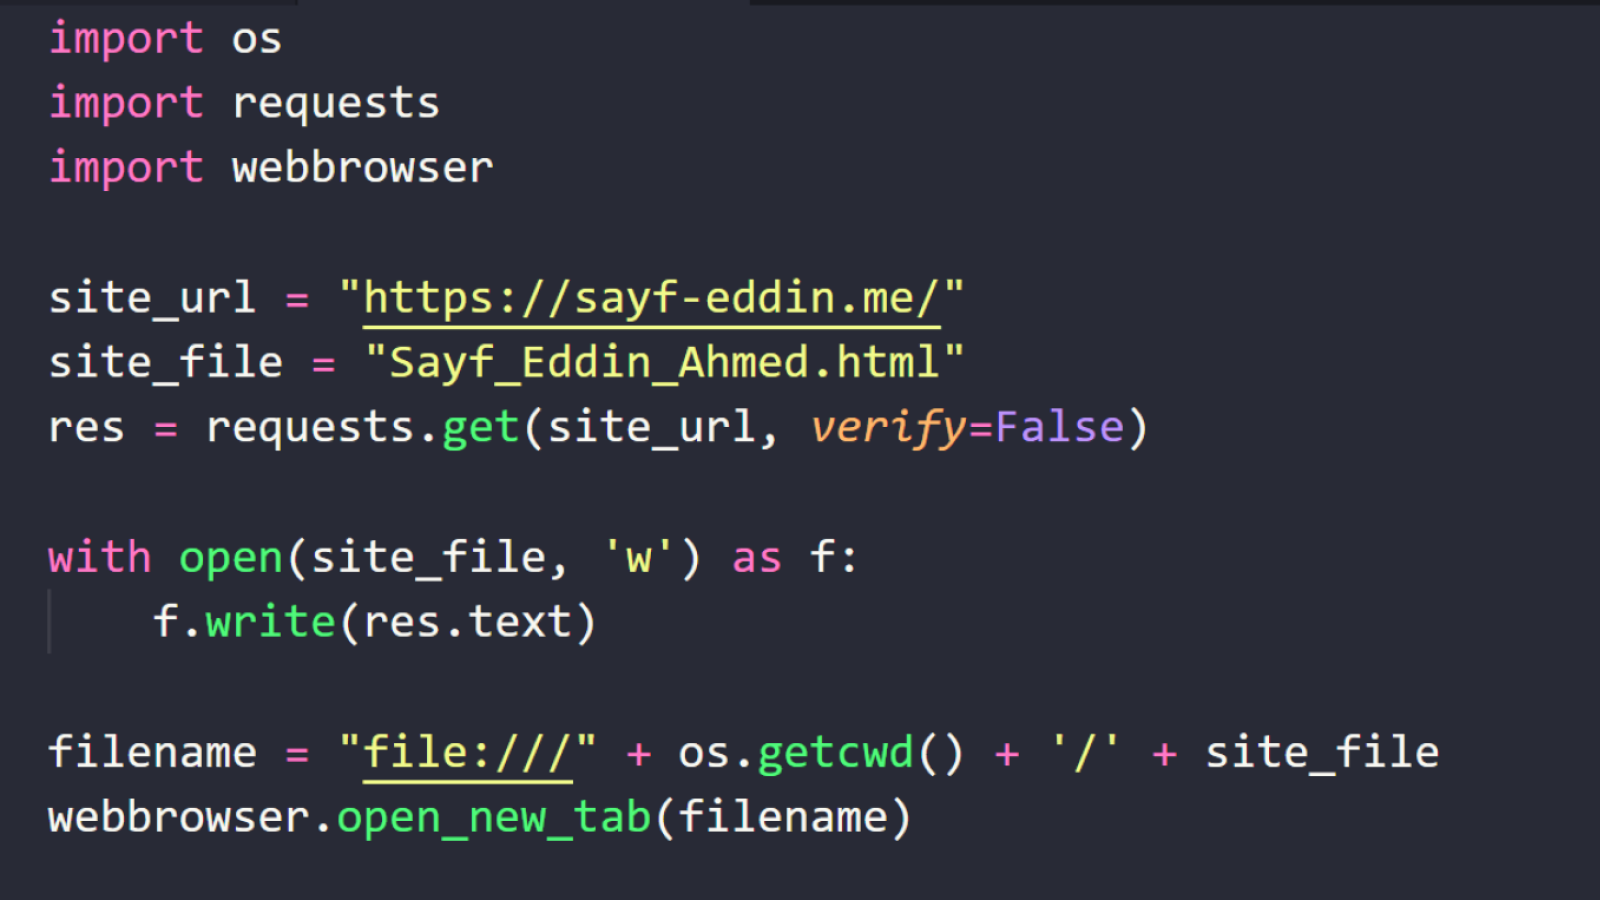 import os
import requests
import webbrowser
site_url = "https://sayf-eddin.me/"
site_file = "Sayf_Eddin_Ahmed.html"
res = requests.get(site_url, verify=False)
with open(site_file, 'w') as f:
    f.write(res.text)
filename = "file:///" + os.getcwd() + '/' + site_file
webbrowser.open_new_tab(filename)